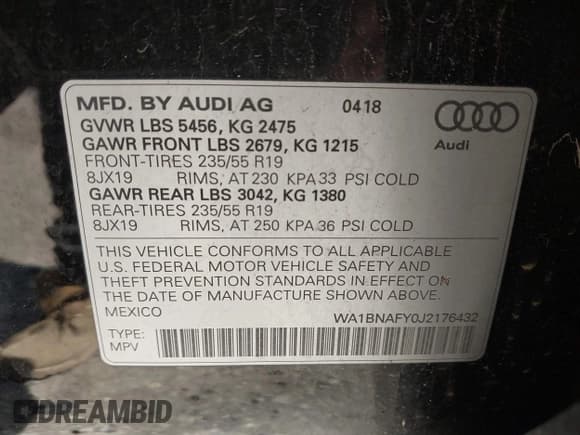 MFD. BY AUDI AG 0418
GVWR LBS 5456, KG 2475
GAWR FRONT LBS 2679, KG 1215
FRONT-TIRES 235/55 R19
8JX19 RIMS, AT 230 KPA 33 PSI COLD
GAWR REAR LBS 3042, KG 1380
REAR-TIRES 235/55 R19
8JX19 RIMS, AT 250 KPA 36 PSI COLD
Audi
THIS VEHICLE CONFORMS TO ALL APPLICABLE
U.S. FEDERAL MOTOR VEHICLE SAFETY AND
THEFT PREVENTION STANDARDS IN EFFECT ON
THE DATE OF MANUFACTURE SHOWN ABOVE.
MEXICO WA1BNAFY0J2176432
TYPE:
MPV
DREAMBID